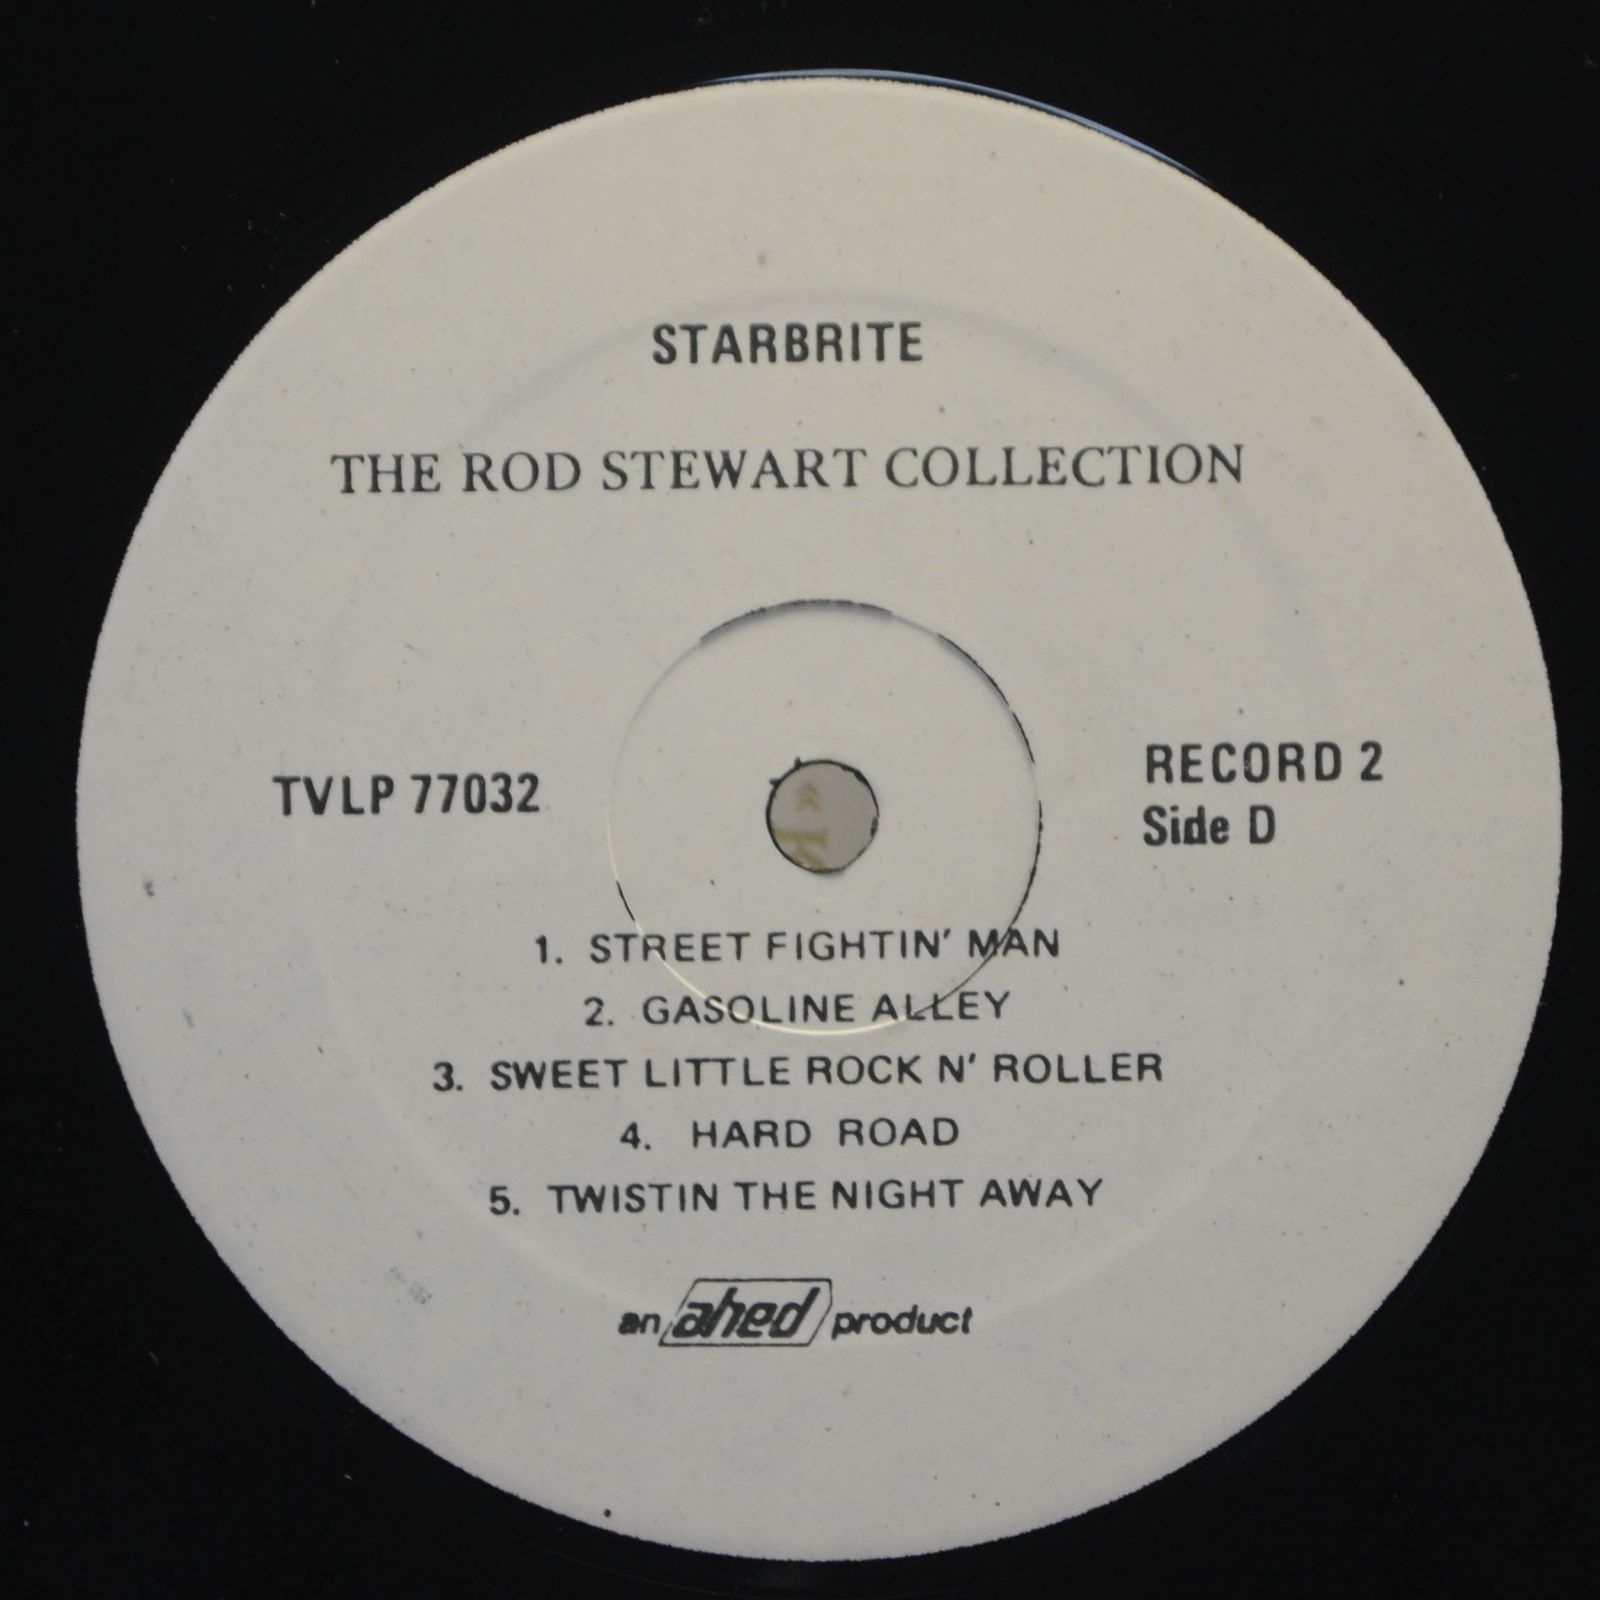 STARBRITE
THE ROD STEWART COLLECTION
TVLP 77032
RECORD 2
Side D
1. STREET FIGHTIN' MAN
2. GASOLINE ALLEY
3. SWEET LITTLE ROCK N' ROLLER
4. HARD ROAD
5. TWISTIN THE NIGHT AWAY
an ahed product